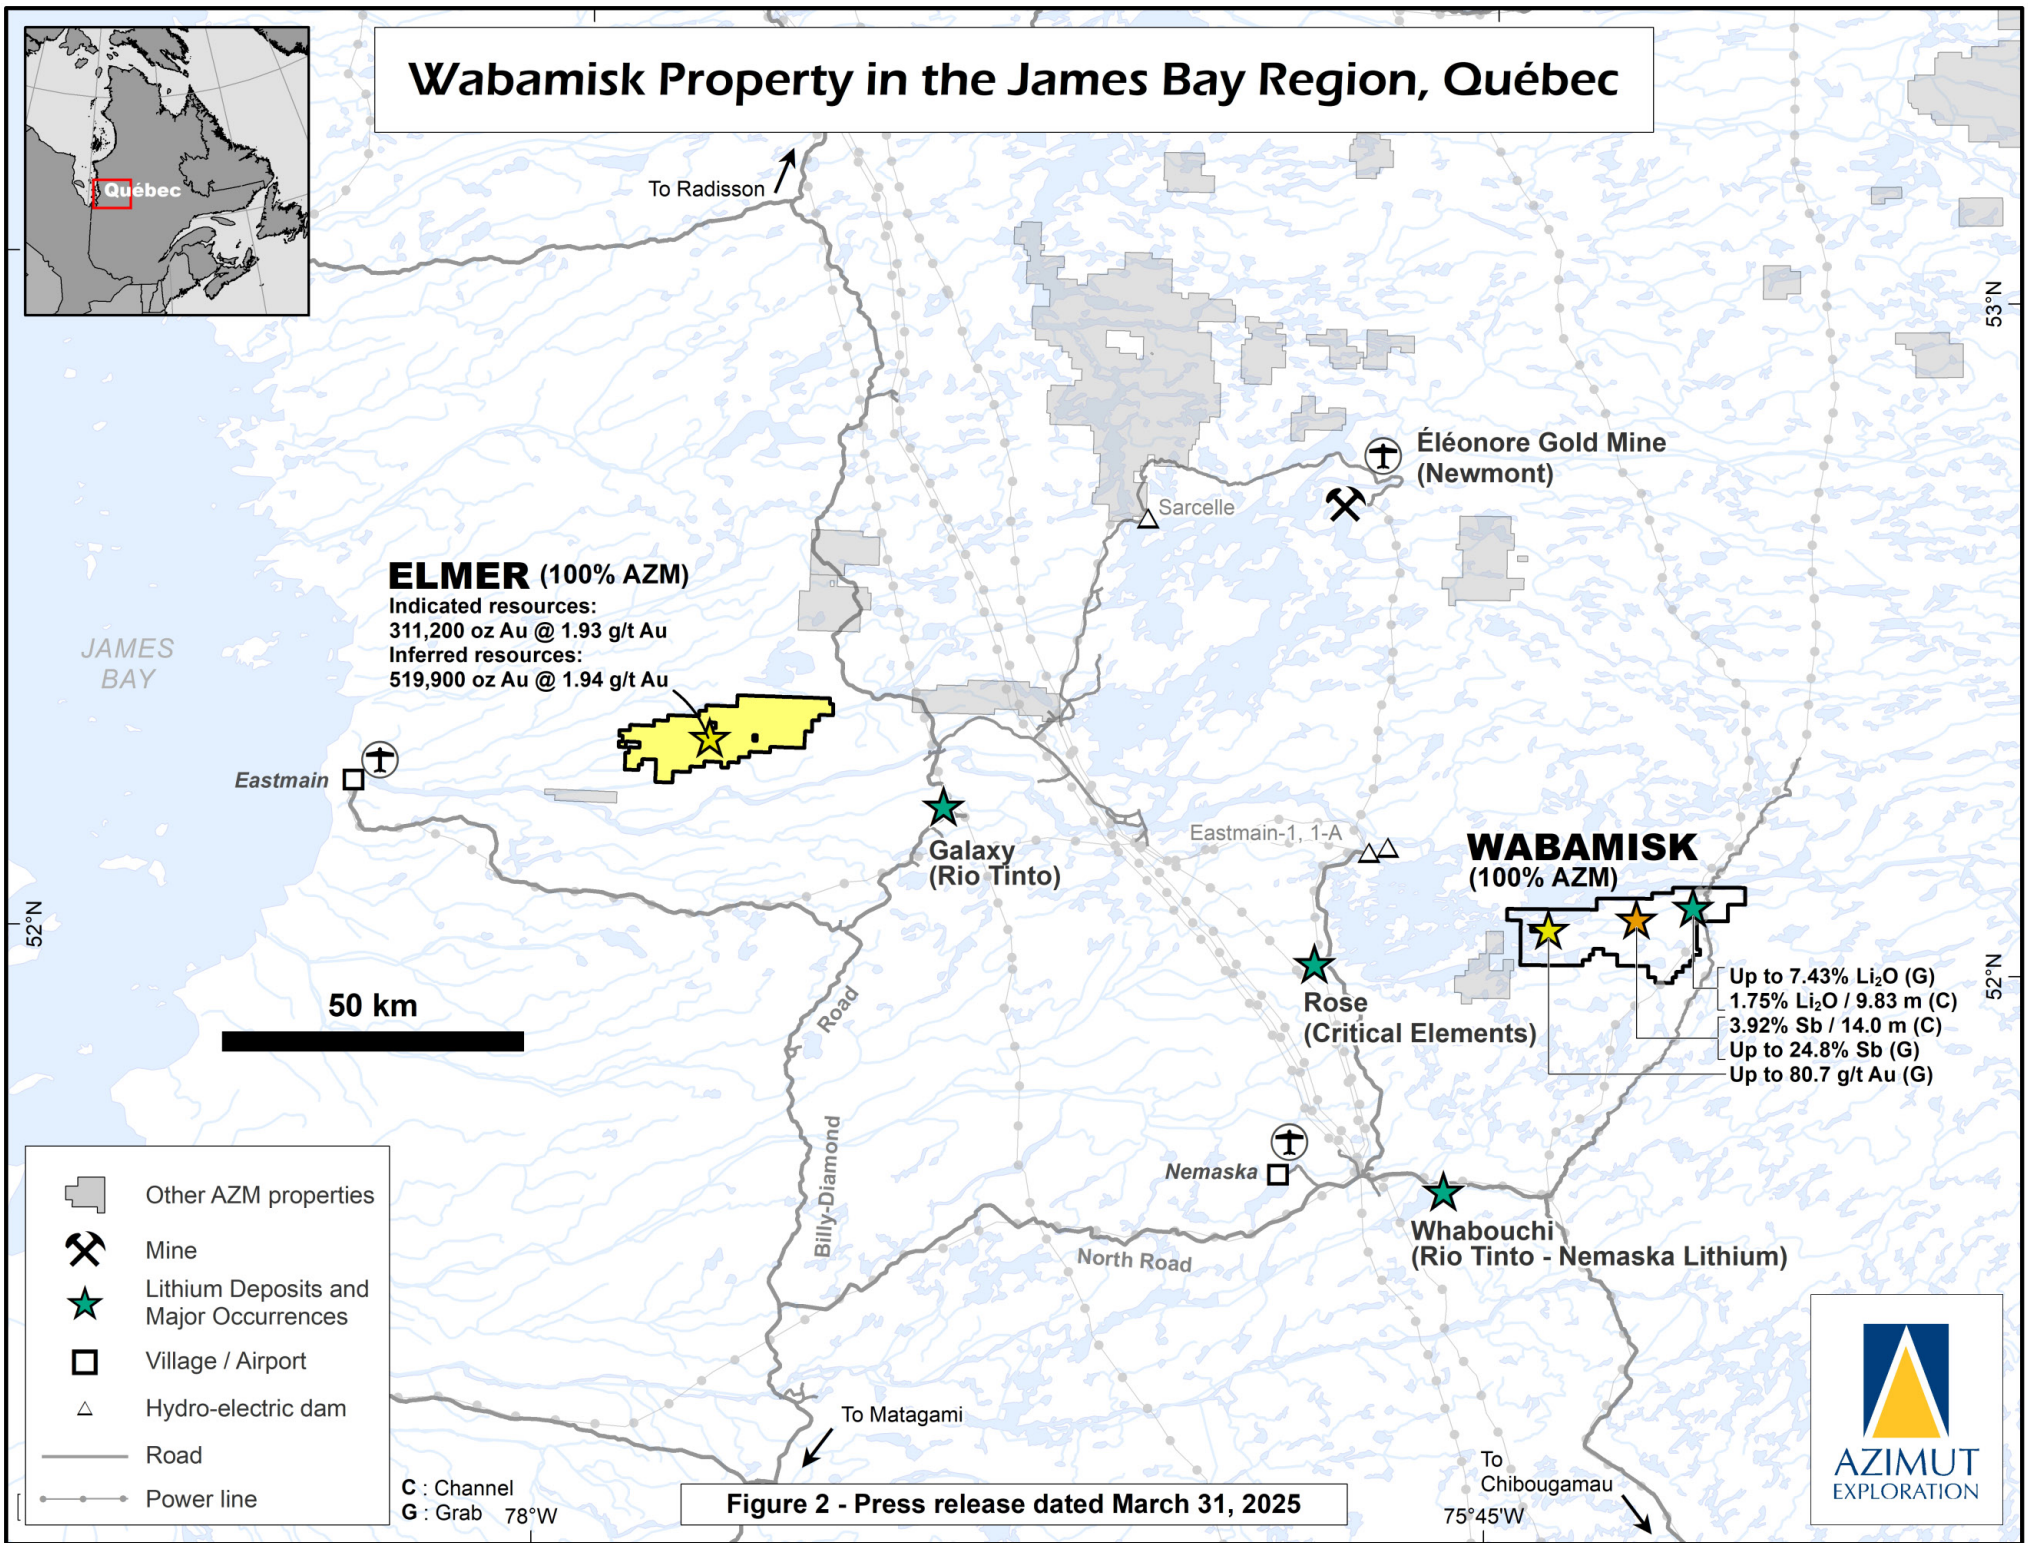 Wabamisk Property in the James Bay Region, Québec
Québec
To Radisson
53°N
Éléonore Gold Mine
(Newmont)
Sarcelle
ELMER (100% AZM)
Indicated resources:
311,200 oz Au @ 1.93 g/t Au
Inferred resources:
519,900 oz Au @ 1.94 g/t Au
JAMES
BAY
Eastmain
Galaxy
(Rio Tinto)
Eastmain-1, 1-A
WABAMISK
(100% AZM)
52°N
52°N
Up to 7.43% Li₂O (G)
1.75% Li₂O / 9.83 m (C)
3.92% Sb / 14.0 m (C)
Up to 24.8% Sb (G)
Up to 80.7 g/t Au (G)
Rose
(Critical Elements)
50 km
Billy-Diamond Road
Nemaska
North Road
Whabouchi
(Rio Tinto - Nemaska Lithium)
Other AZM properties
Mine
Lithium Deposits and
Major Occurrences
Village / Airport
Hydro-electric dam
Road
Power line
C : Channel
G : Grab
78°W
To Matagami
Figure 2 - Press release dated March 31, 2025
To
Chibougamau
75°45'W
AZIMUT
EXPLORATION